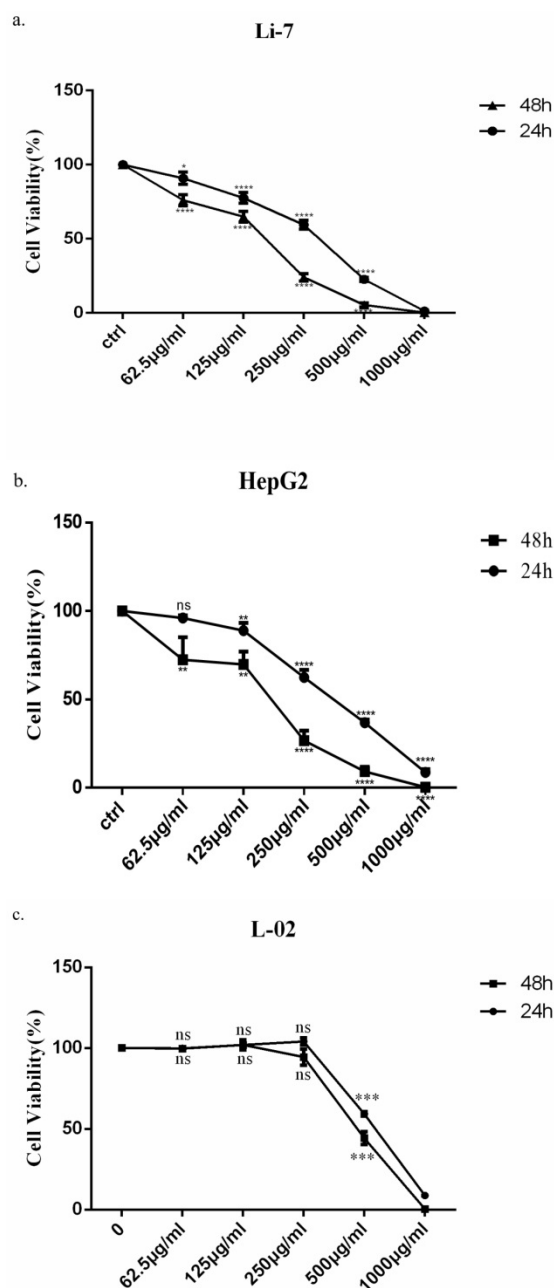 a.
Li-7
Cell Viability(%)
150
100
50
0
* **** **** ****
**** **** **** ****
ctrl 62.5µg/ml 125µg/ml 250µg/ml 500µg/ml 1000µg/ml
48h
24h
b.
HepG2
Cell Viability(%)
150
100
50
0
ns ** **** **** ****
** ** **** **** ****
ctrl 62.5µg/ml 125µg/ml 250µg/ml 500µg/ml 1000µg/ml
48h
24h
c.
L-02
Cell Viability(%)
150
100
50
0
ns ns ns ***
ns ns ns ***
0 62.5µg/ml 125µg/ml 250µg/ml 500µg/ml 1000µg/ml
48h
24h